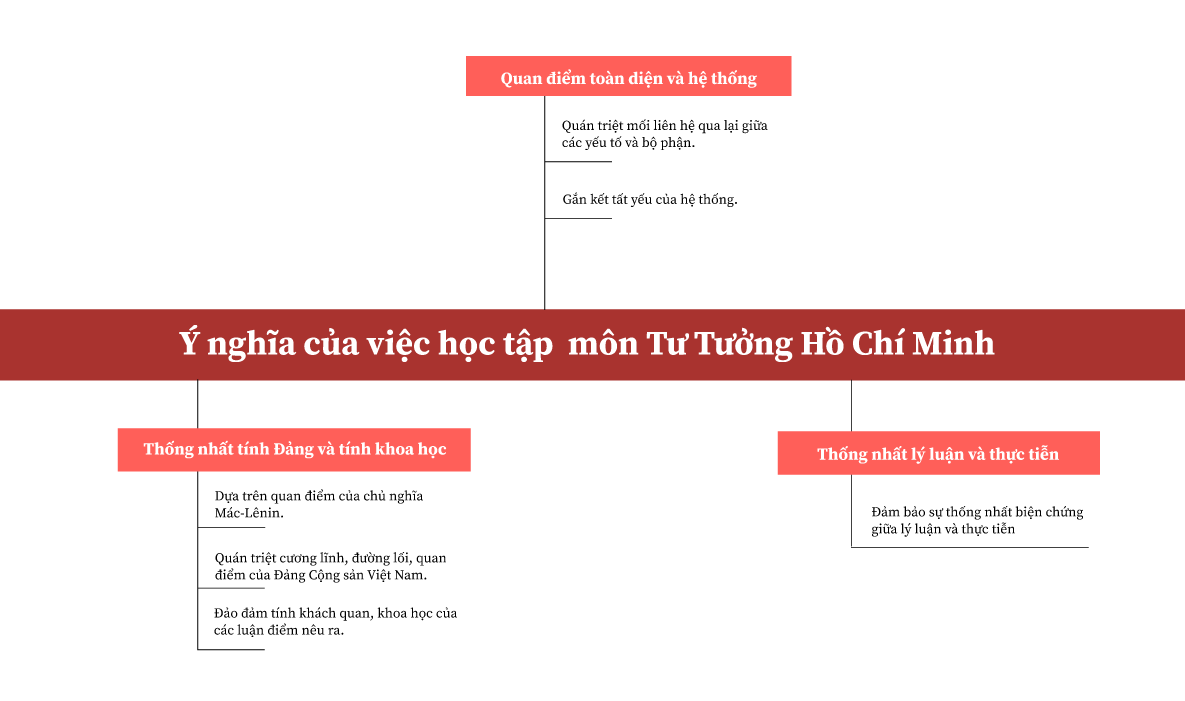 Quan điểm toàn diện và hệ thống
Quán triệt mối liên hệ qua lại giữa
các yếu tố và bộ phận.
Gắn kết tất yếu của hệ thống.
Ý nghĩa của việc học tập môn Tư Tưởng Hồ Chí Minh
Thống nhất tính Đảng và tính khoa học
Dựa trên quan điểm của chủ nghĩa
Mác-Lênin.
Quán triệt cương lĩnh, đường lối, quan
điểm của Đảng Cộng sản Việt Nam.
Đảo đảm tính khách quan, khoa học của
các luận điểm nêu ra.
Thống nhất lý luận và thực tiễn
Đảm bảo sự thống nhất biện chứng
giữa lý luận và thực tiễn